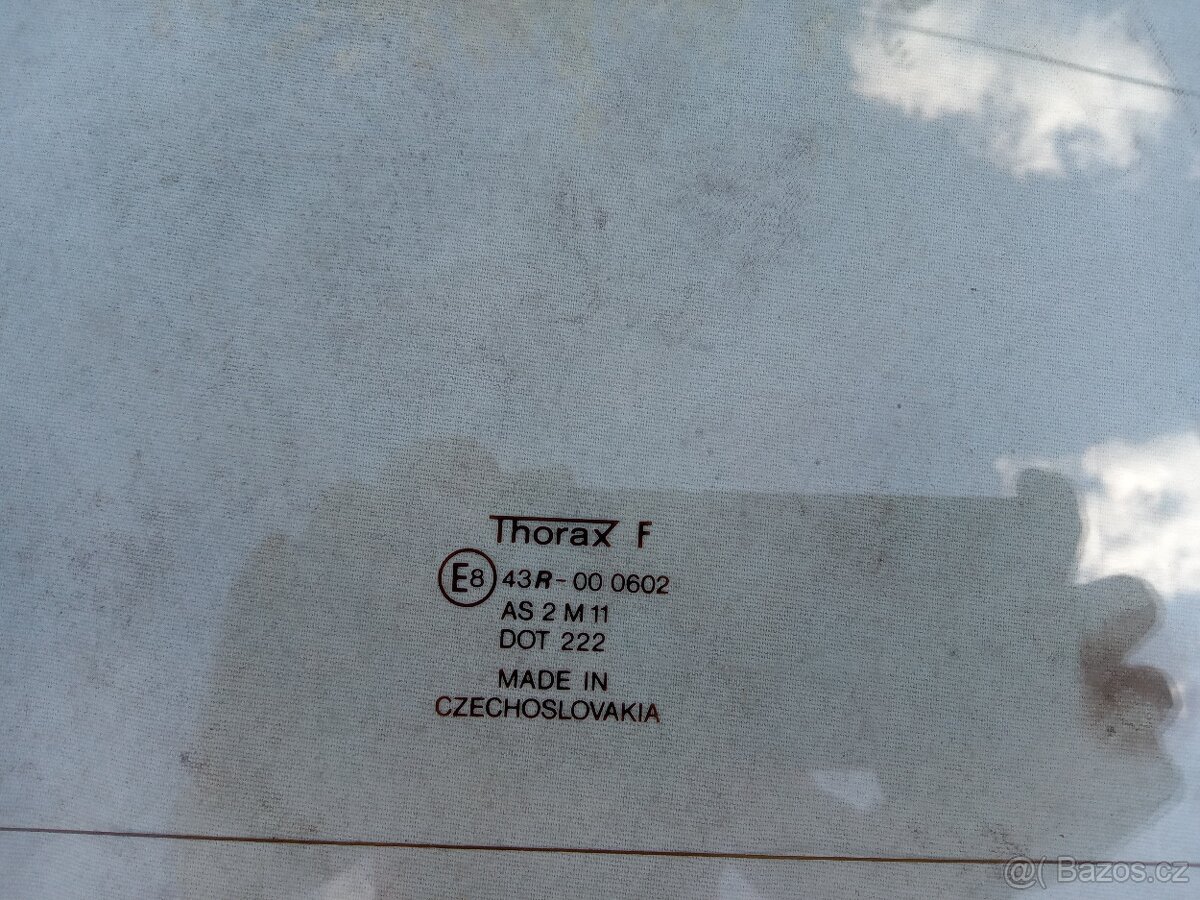 Thorax F
E8 43R-00 0602
AS 2 M 11
DOT 222
MADE IN
CZECHOSLOVAKIA
@( Bazos.cz